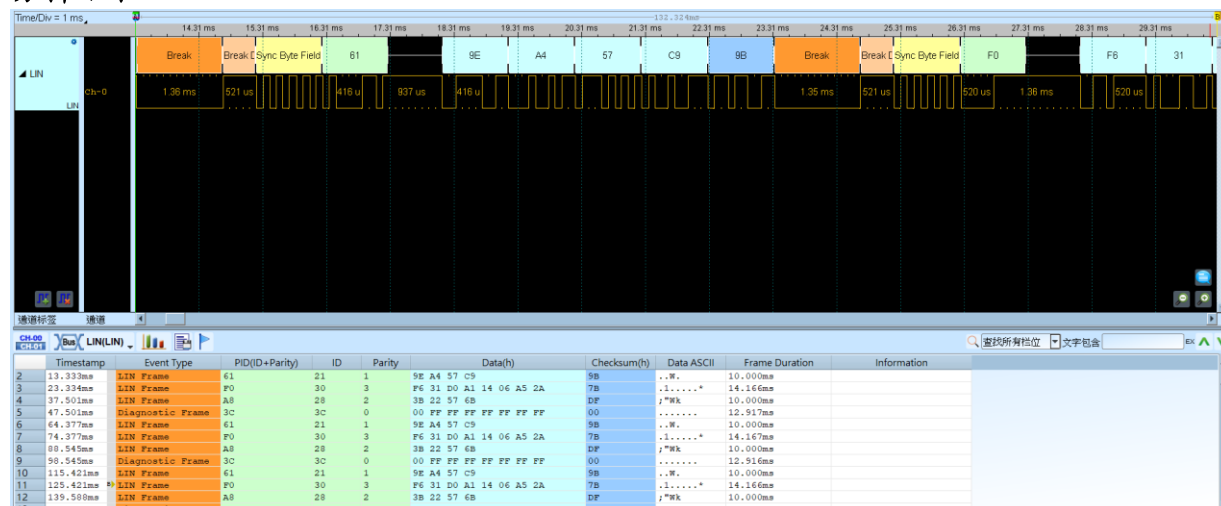 Time/Div = 1 ms
132.324ms
14.31 ms 15.31 ms 16.31 ms 17.31 ms 18.31 ms 19.31 ms 20.31 ms 21.31 ms 22.31 ms 23.31 ms 24.31 ms 25.31 ms 26.31 ms 27.31 ms 28.31 ms 29.31 ms
Break Break D Sync Byte Field 61 9E A4 57 C9 9B Break Break D Sync Byte Field F0 F6 31
LIN
Ch-0 1.36 ms 521 us 416 u 937 us 416 u 1.35 ms 521 us 520 us 1.36 ms 520 us
LIN
通道标签 通道
CH-00 Bus LIN(LIN) 查找所有栏位 文字包含 EX
Timestamp Event Type PID(ID+Parity) ID Parity Data(h) Checksum(h) Data ASCII Frame Duration Information
2 13.333ms LIN Frame 61 21 1 9E A4 57 C9 9B ..W. 10.000ms
3 23.334ms LIN Frame F0 30 3 F6 31 D0 A1 14 06 A5 2A 7B .1.....* 14.166ms
4 37.501ms LIN Frame A8 28 2 3B 22 57 6B DF ;"Wk 10.000ms
5 47.501ms Diagnostic Frame 3C 3C 0 00 FF FF FF FF FF FF FF 00 ....... 12.917ms
6 64.377ms LIN Frame 61 21 1 9E A4 57 C9 9B ..W. 10.000ms
7 74.377ms LIN Frame F0 30 3 F6 31 D0 A1 14 06 A5 2A 7B .1.....* 14.167ms
8 88.545ms LIN Frame A8 28 2 3B 22 57 6B DF ;"Wk 10.000ms
9 98.545ms Diagnostic Frame 3C 3C 0 00 FF FF FF FF FF FF FF 00 ....... 12.916ms
10 115.421ms LIN Frame 61 21 1 9E A4 57 C9 9B ..W. 10.000ms
11 125.421ms LIN Frame F0 30 3 F6 31 D0 A1 14 06 A5 2A 7B .1.....* 14.166ms
12 139.588ms LIN Frame A8 28 2 3B 22 57 6B DF ;"Wk 10.000ms